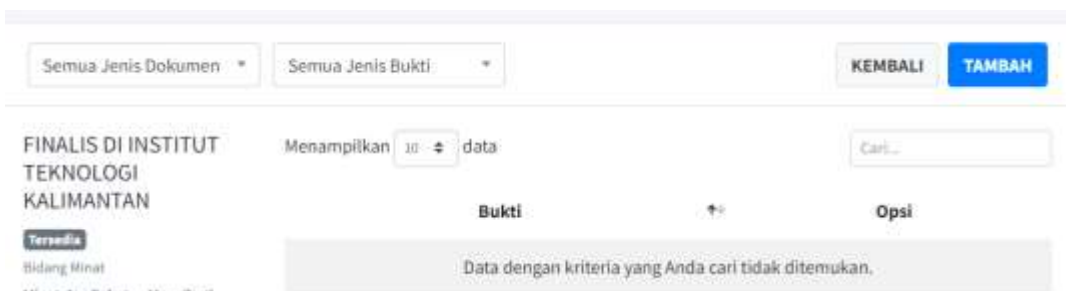 Semua Jenis Dokumen
Semua Jenis Bukti
KEMBALI
TAMBAH
FINALIS DI INSTITUT
TEKNOLOGI
KALIMANTAN
Tersedia
Bidang Minat
Menampilkan 10 data
Cari...
Bukti
Opsi
Data dengan kriteria yang Anda cari tidak ditemukan.